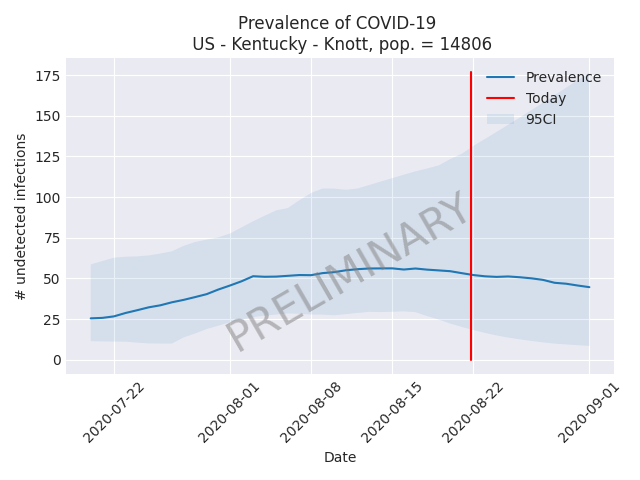 Prevalence of COVID-19
US - Kentucky - Knott, pop. = 14806
175
150
125
100
75
50
25
0
# undetected infections
Prevalence
Today
95CI
PRELIMINARY
2020-07-22
2020-08-01
2020-08-08
2020-08-15
2020-08-22
2020-09-01
Date